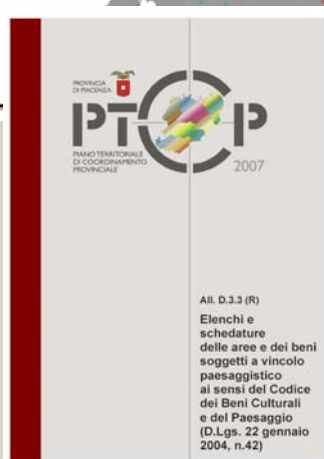 PROVINCIA
DI PIACENZA
PTCP
PIANO TERRITORIALE
DI COORDINAMENTO
PROVINCIALE
2007
All. D.3.3 (R)
Elenchi e
schedature
delle aree e dei beni
soggetti a vincolo
paesaggistico
ai sensi del Codice
dei Beni Culturali
e del Paesaggio
(D.Lgs. 22 gennaio
2004, n.42)